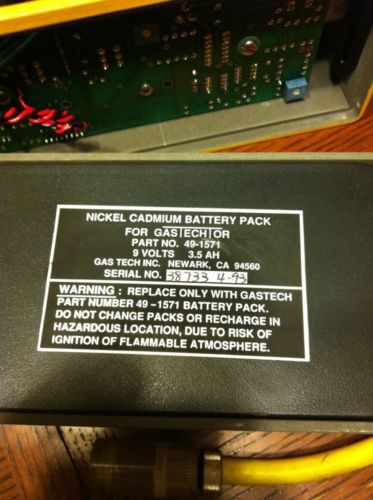 NICKEL CADMIUM BATTERY PACK
FOR GASTECHTOR
PART NO. 49-1571
9 VOLTS 3.5 AH
GAS TECH INC. NEWARK, CA 94560
SERIAL NO. 58733 4-93
WARNING : REPLACE ONLY WITH GASTECH
PART NUMBER 49 -1571 BATTERY PACK.
DO NOT CHANGE PACKS OR RECHARGE IN
HAZARDOUS LOCATION, DUE TO RISK OF
IGNITION OF FLAMMABLE ATMOSPHERE.